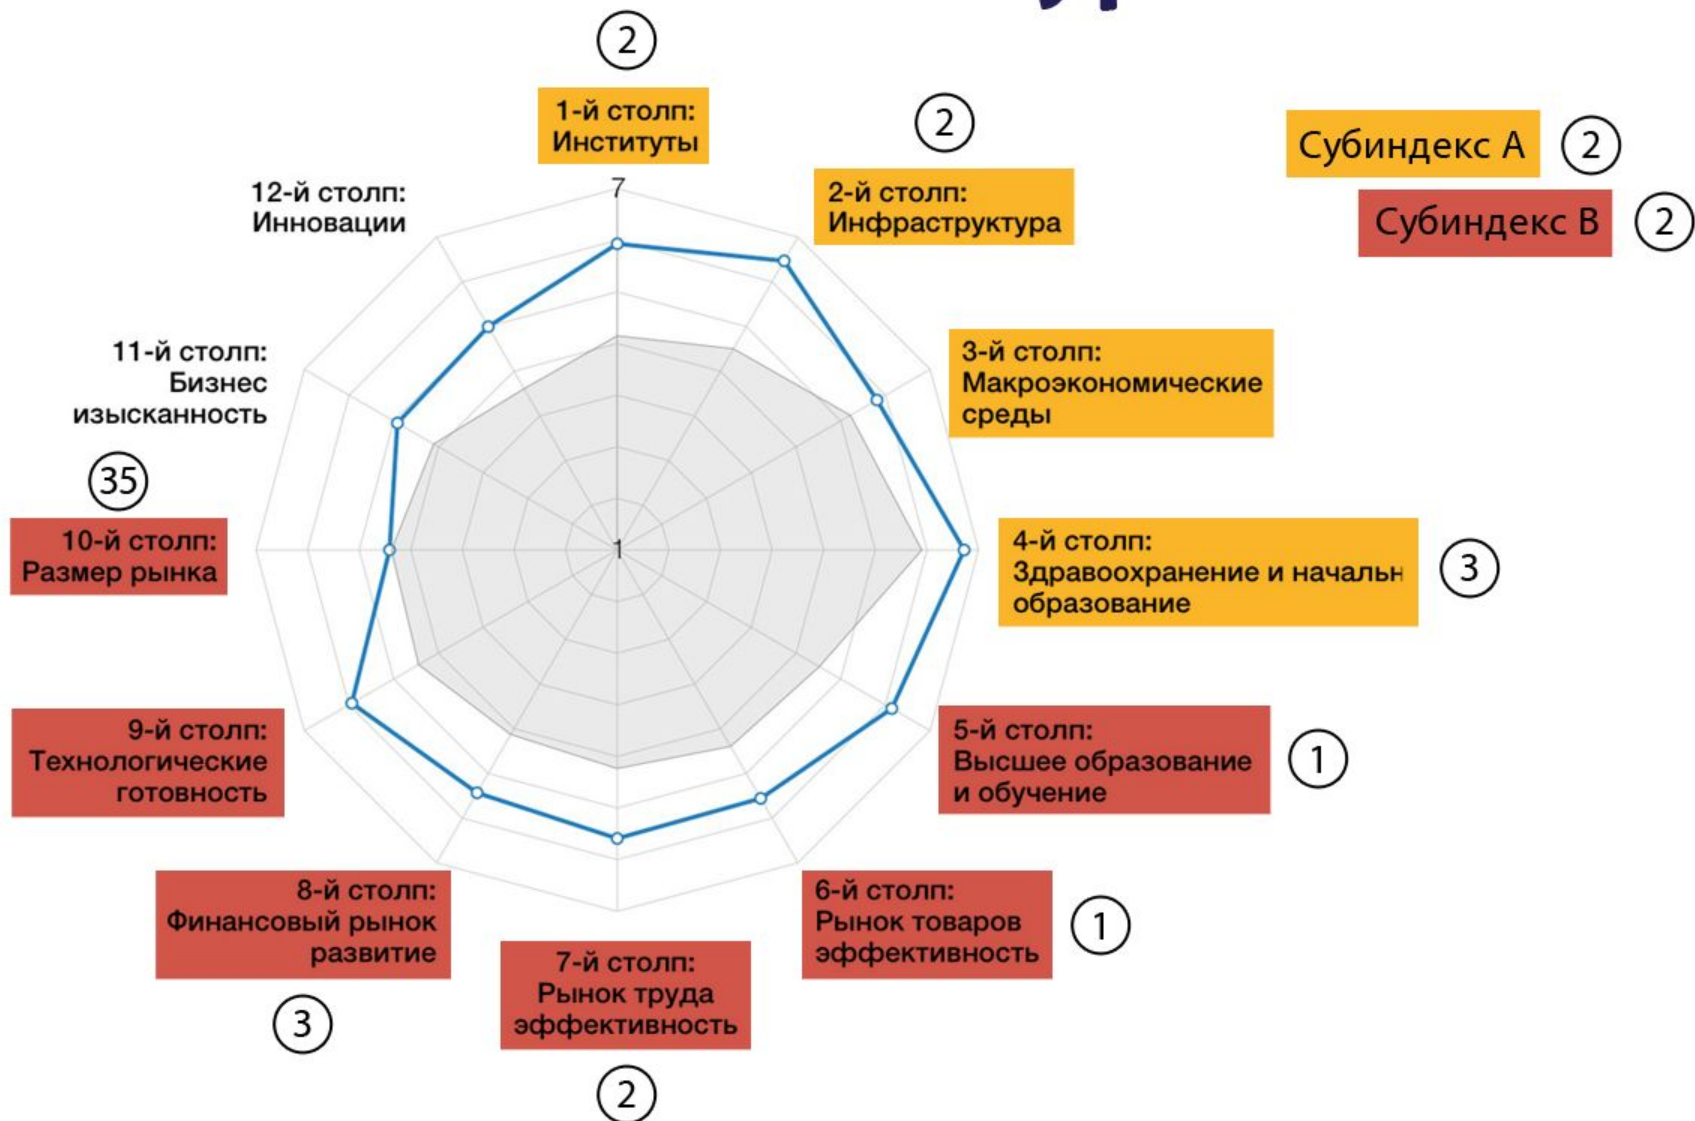 2
1-й столп:
Институты
2
2-й столп:
Инфраструктура
Субиндекс A
2
Субиндекс B
2
12-й столп:
Инновации
7
11-й столп:
Бизнес
изысканность
3-й столп:
Макроэкономические
среды
35
10-й столп:
Размер рынка
1
4-й столп:
Здравоохранение и начальн
образование
3
9-й столп:
Технологические
готовность
5-й столп:
Высшее образование
и обучение
1
8-й столп:
Финансовый рынок
развитие
3
7-й столп:
Рынок труда
эффективность
2
6-й столп:
Рынок товаров
эффективность
1